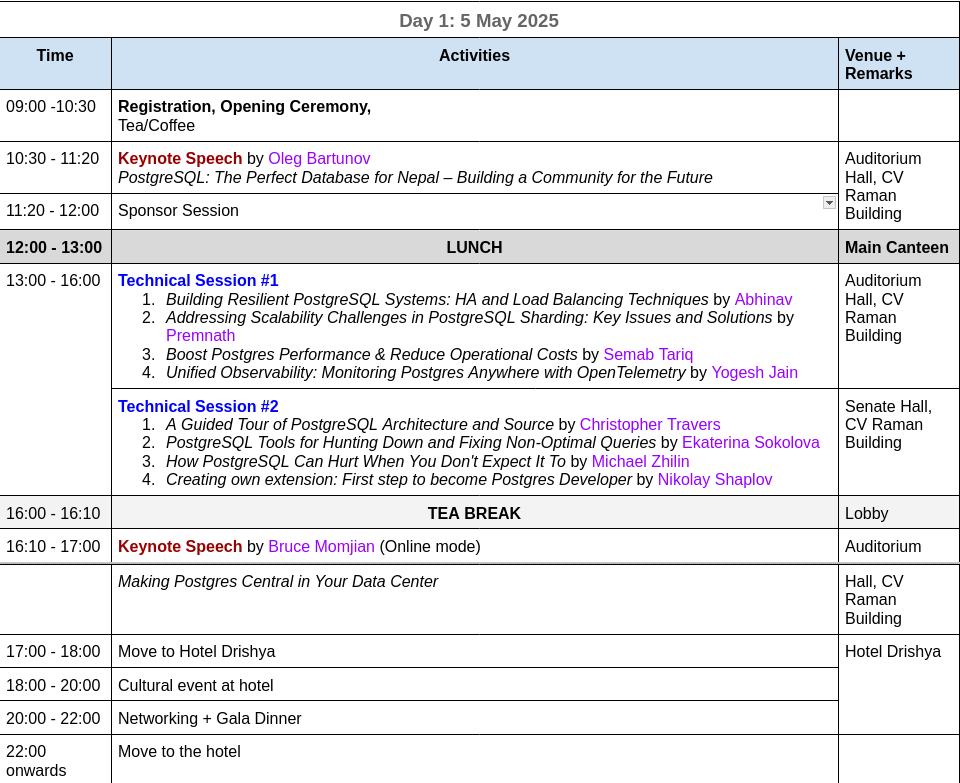 Day 1: 5 May 2025
Time
Activities
Venue +
Remarks
09:00 -10:30
Registration, Opening Ceremony,
Tea/Coffee
10:30 - 11:20
Keynote Speech by Oleg Bartunov
PostgreSQL: The Perfect Database for Nepal – Building a Community for the Future
Auditorium
Hall, CV
Raman
Building
11:20 - 12:00
Sponsor Session
12:00 - 13:00
LUNCH
Main Canteen
13:00 - 16:00
Technical Session #1
1. Building Resilient PostgreSQL Systems: HA and Load Balancing Techniques by Abhinav
2. Addressing Scalability Challenges in PostgreSQL Sharding: Key Issues and Solutions by
Premnath
3. Boost Postgres Performance & Reduce Operational Costs by Semab Tariq
4. Unified Observability: Monitoring Postgres Anywhere with OpenTelemetry by Yogesh Jain
Auditorium
Hall, CV
Raman
Building
Technical Session #2
1. A Guided Tour of PostgreSQL Architecture and Source by Christopher Travers
2. PostgreSQL Tools for Hunting Down and Fixing Non-Optimal Queries by Ekaterina Sokolova
3. How PostgreSQL Can Hurt When You Don't Expect It To by Michael Zhilin
4. Creating own extension: First step to become Postgres Developer by Nikolay Shaplov
Senate Hall,
CV Raman
Building
16:00 - 16:10
TEA BREAK
Lobby
16:10 - 17:00
Keynote Speech by Bruce Momjian (Online mode)
Auditorium
Making Postgres Central in Your Data Center
Hall, CV
Raman
Building
17:00 - 18:00
Move to Hotel Drishya
Hotel Drishya
18:00 - 20:00
Cultural event at hotel
20:00 - 22:00
Networking + Gala Dinner
22:00
onwards
Move to the hotel